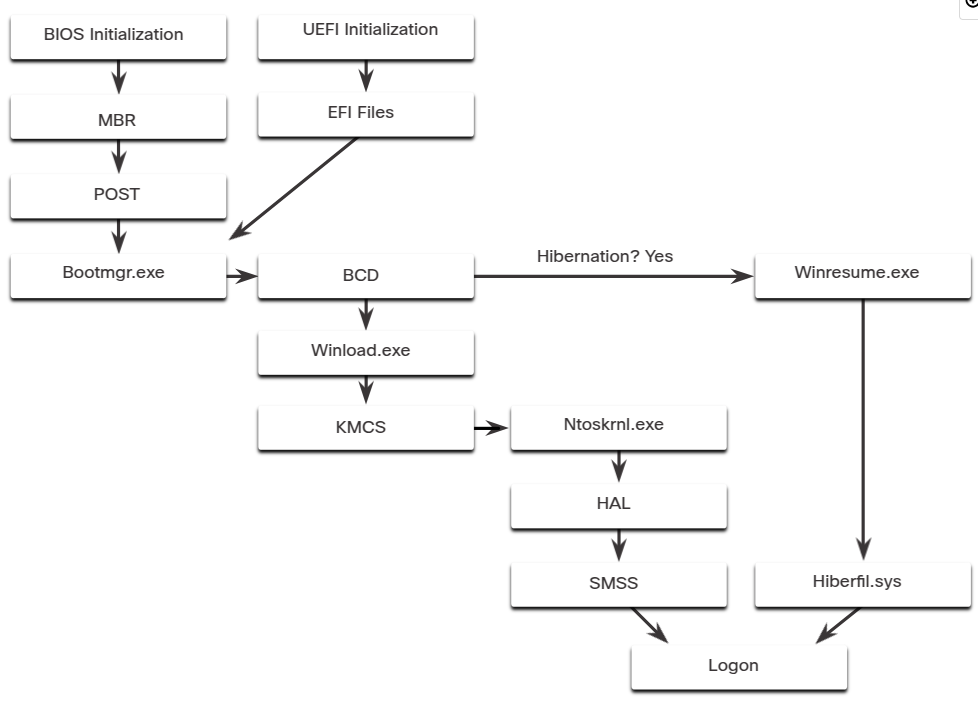 BIOS Initialization
UEFI Initialization
MBR
EFI Files
POST
Bootmgr.exe
BCD
Hibernation? Yes
Winresume.exe
Winload.exe
KMCS
Ntoskrnl.exe
HAL
SMSS
Hiberfil.sys
Logon